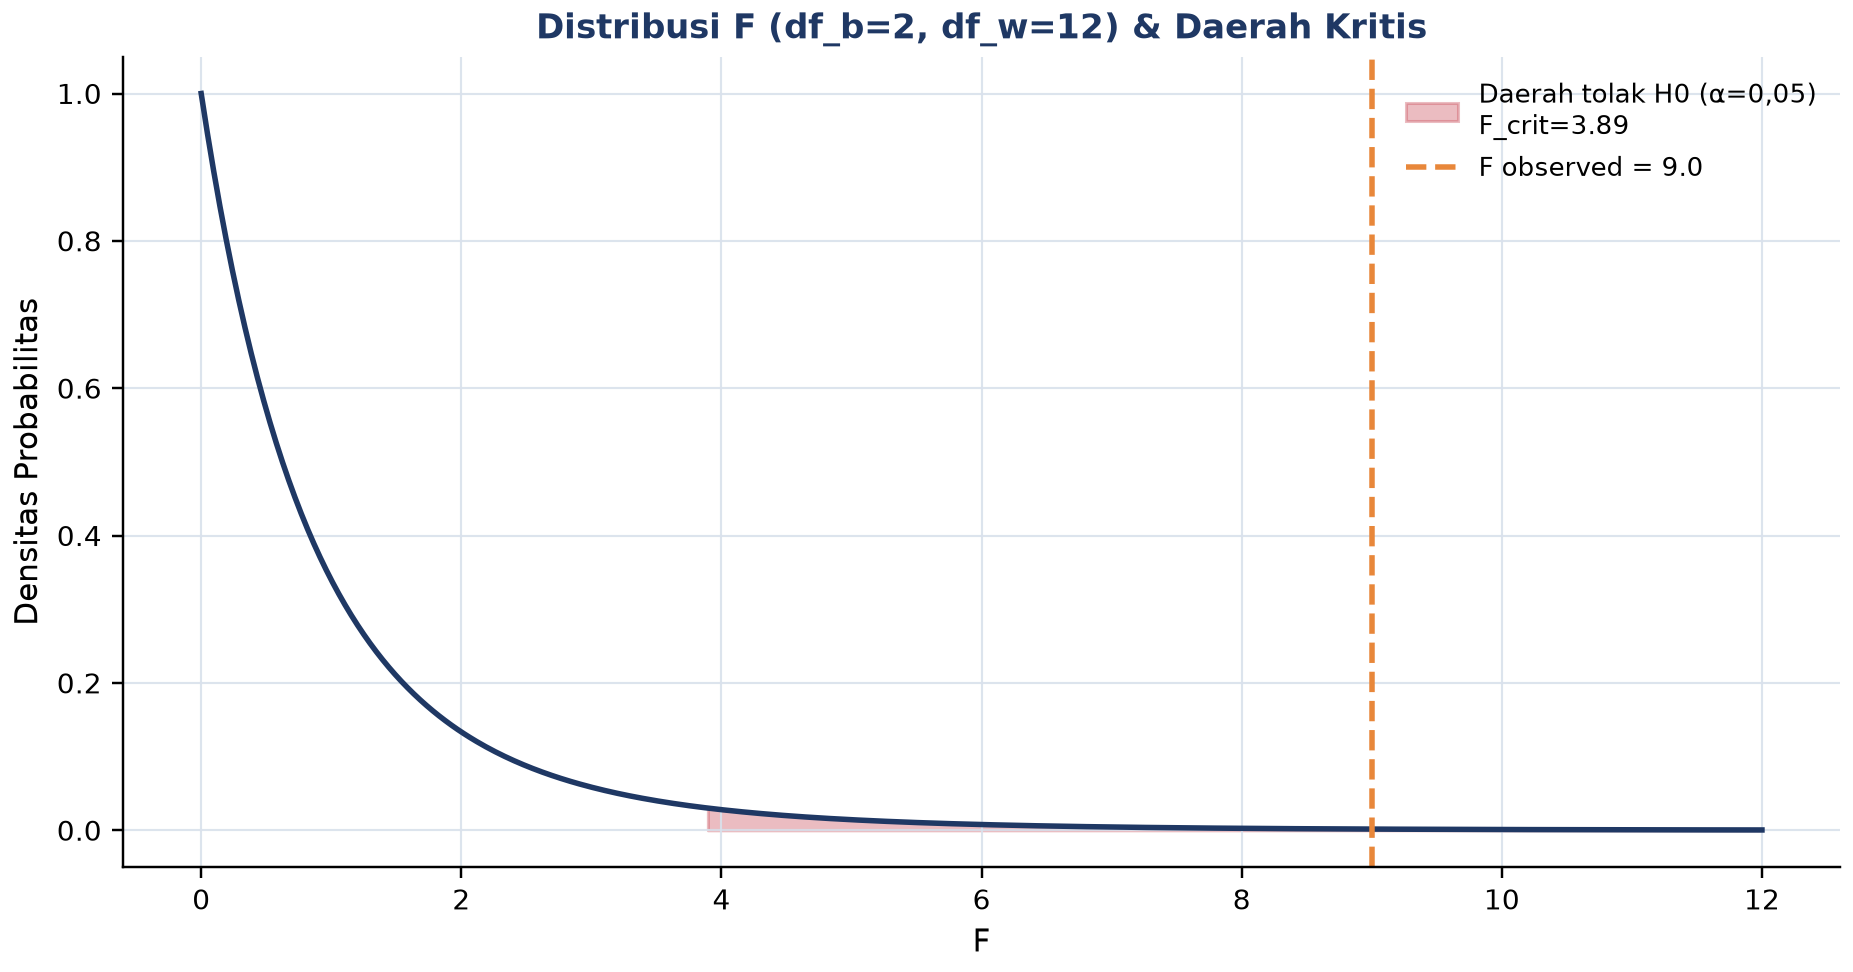 Distribusi F (df_b=2, df_w=12) & Daerah Kritis
Daerah tolak H0 (α=0,05)
F_crit=3.89
F observed = 9.0
Densitas Probabilitas
1.0
0.8
0.6
0.4
0.2
0.0
0 2 4 6 8 10 12
F